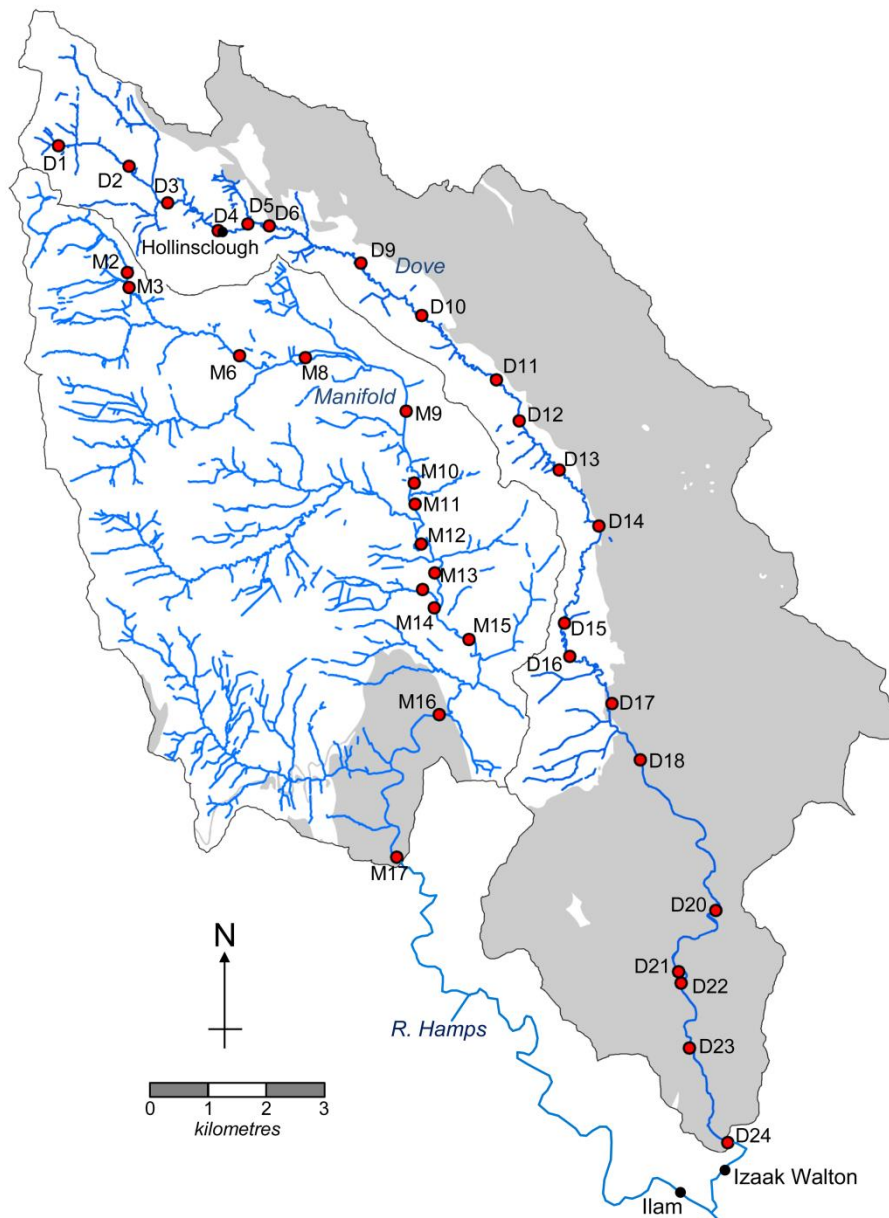 D1
D2
D3
D4
D5
D6
Hollinsclough
M2
M3
D9
Dove
D10
M6
M8
Manifold
D11
M9
D12
D13
M10
M11
D14
M12
M13
M14
M15
D15
D16
M16
D17
D18
M17
D20
N
D21
D22
R. Hamps
D23
0 1 2 3
kilometres
D24
Izaak Walton
Ilam